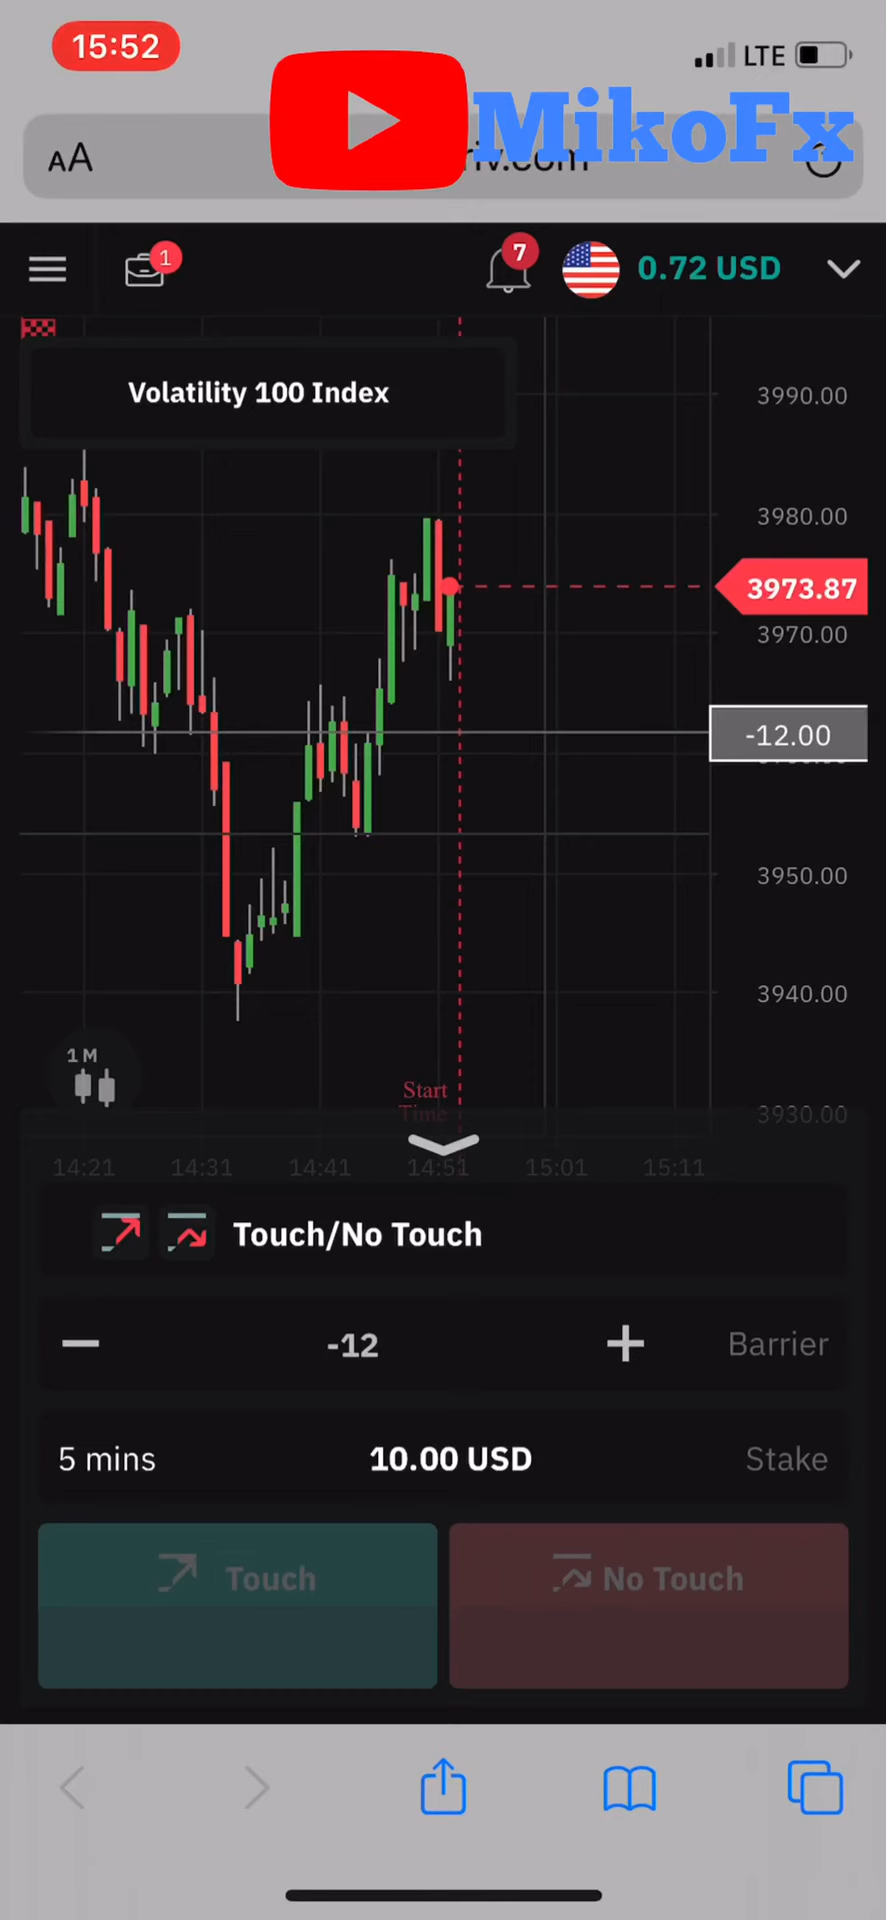 15:52
LTE
MikoFx
AA
riv.com
1
7
0.72 USD
Volatility 100 Index
3990.00
3980.00
3973.87
3970.00
-12.00
3950.00
3940.00
1 M
Start
Time
3930.00
14:21
14:31
14:41
14:51
15:01
15:11
Touch/No Touch
-12
Barrier
5 mins
10.00 USD
Stake
Touch
No Touch